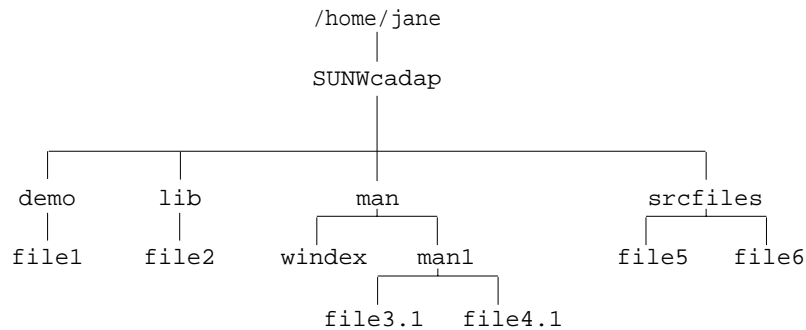 /home/jane
SUNWcadap
demo lib man srcfiles
file1 file2 windex man1 file5 file6
file3.1 file4.1